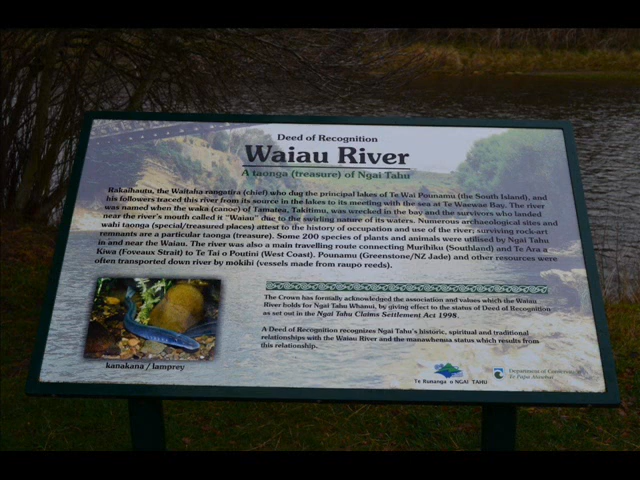 Deed of Recognition
Waiau River
A taonga (treasure) of Ngai Tahu
Rakaihautu, the Waitaha rangatira (chief) who dug the principal lakes of Te Wai Pounamu (the South Island), and
his followers traced this river from its source in the lakes to its meeting with the sea at Te Waewae Bay. The river
was named when the waka (canoe) of Tamatea, Takitimu, was wrecked in the bay and the survivors who landed
near the river's mouth called it "Waiau" due to the swirling nature of its waters. Numerous archaeological sites and
wahi taonga (special/treasured places) attest to the history of occupation and use of the river; surviving rock-art
remnants are a particular taonga (treasure). Some 200 species of plants and animals were utilised by Ngai Tahu
in and near the Waiau. The river was also a main travelling route connecting Murihiku (Southland) and Te Ara a
Kiwa (Foveaux Strait) to Te Tai o Poutini (West Coast). Pounamu (Greenstone/NZ Jade) and other resources were
often transported down river by mokihi (vessels made from raupo reeds).
The Crown has formally acknowledged the association and values which the Waiau
River holds for Ngai Tahu Whanui, by giving effect to the status of Deed of Recognition
as set out in the Ngai Tahu Claims Settlement Act 1998.
A Deed of Recognition recognizes Ngai Tahu's historic, spiritual and traditional
relationships with the Waiau River and the manawhenua status which results from
this relationship.
kanakana / lamprey
Te Runanga o NGAI TAHU
Department of Conservation
Te Papa Atawhai